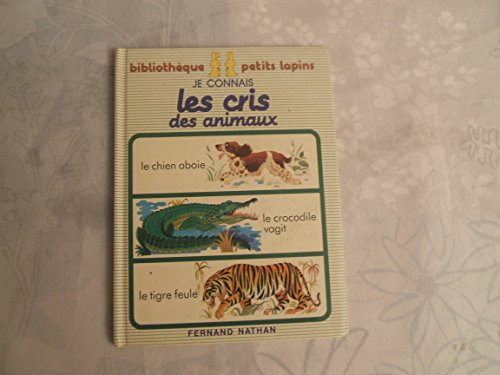 bibliothèque petits lapins
JE CONNAIS
les cris
des animaux
le chien aboie
le crocodile
vagit
le tigre feule
FERNAND NATHAN